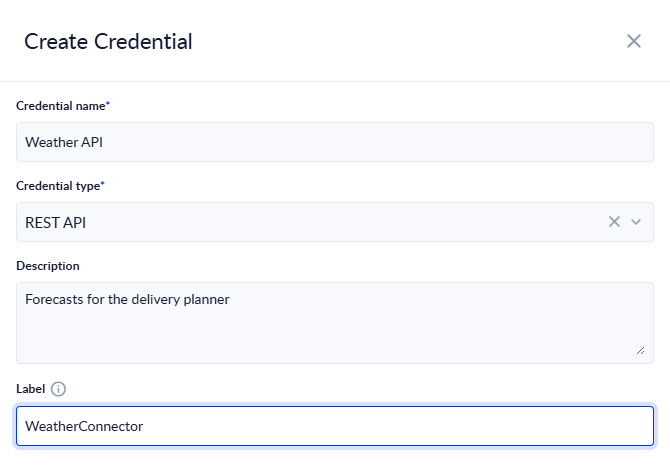 Create Credential
Credential name*
Weather API
Credential type*
REST API
Description
Forecasts for the delivery planner
Label
WeatherConnector